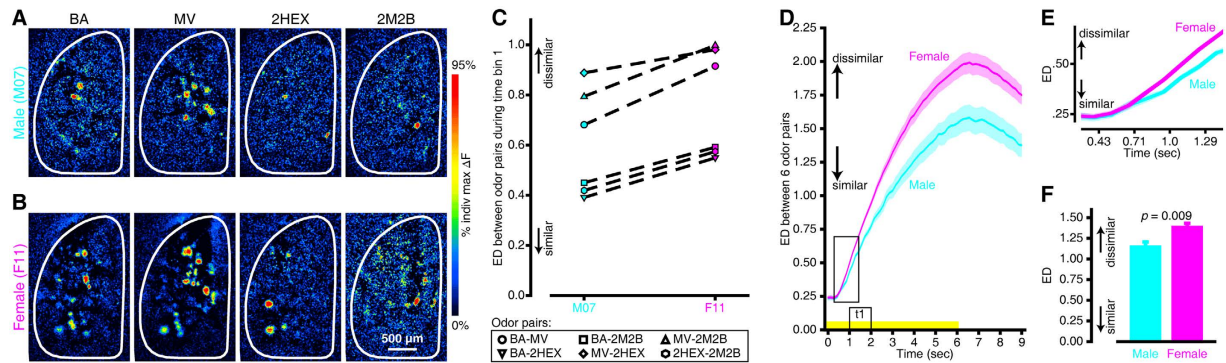 A
BA
MV
2HEX
2M2B
Male (M07)
95%
% indiv max ΔF
0%
B
Female (F11)
500 µm
C
ED between odor pairs during time bin 1
1.0
0.8
0.6
0.4
0.2
0.0
dissimilar
similar
M07
F11
Odor pairs:
BA-MV
BA-2M2B
MV-2M2B
BA-2HEX
MV-2HEX
2HEX-2M2B
D
ED between 6 odor pairs
2.25
2.00
1.75
1.50
1.25
1.00
0.75
0.50
0.25
0.00
dissimilar
similar
Female
Male
t1
0 1 2 3 4 5 6 7 8 9
Time (sec)
E
ED
.50
.25
dissimilar
similar
Female
Male
0.43 0.71 1.0 1.29
Time (sec)
F
ED
1.50
1.25
1.00
0.75
0.50
0.25
0.00
dissimilar
similar
p = 0.009
Male
Female